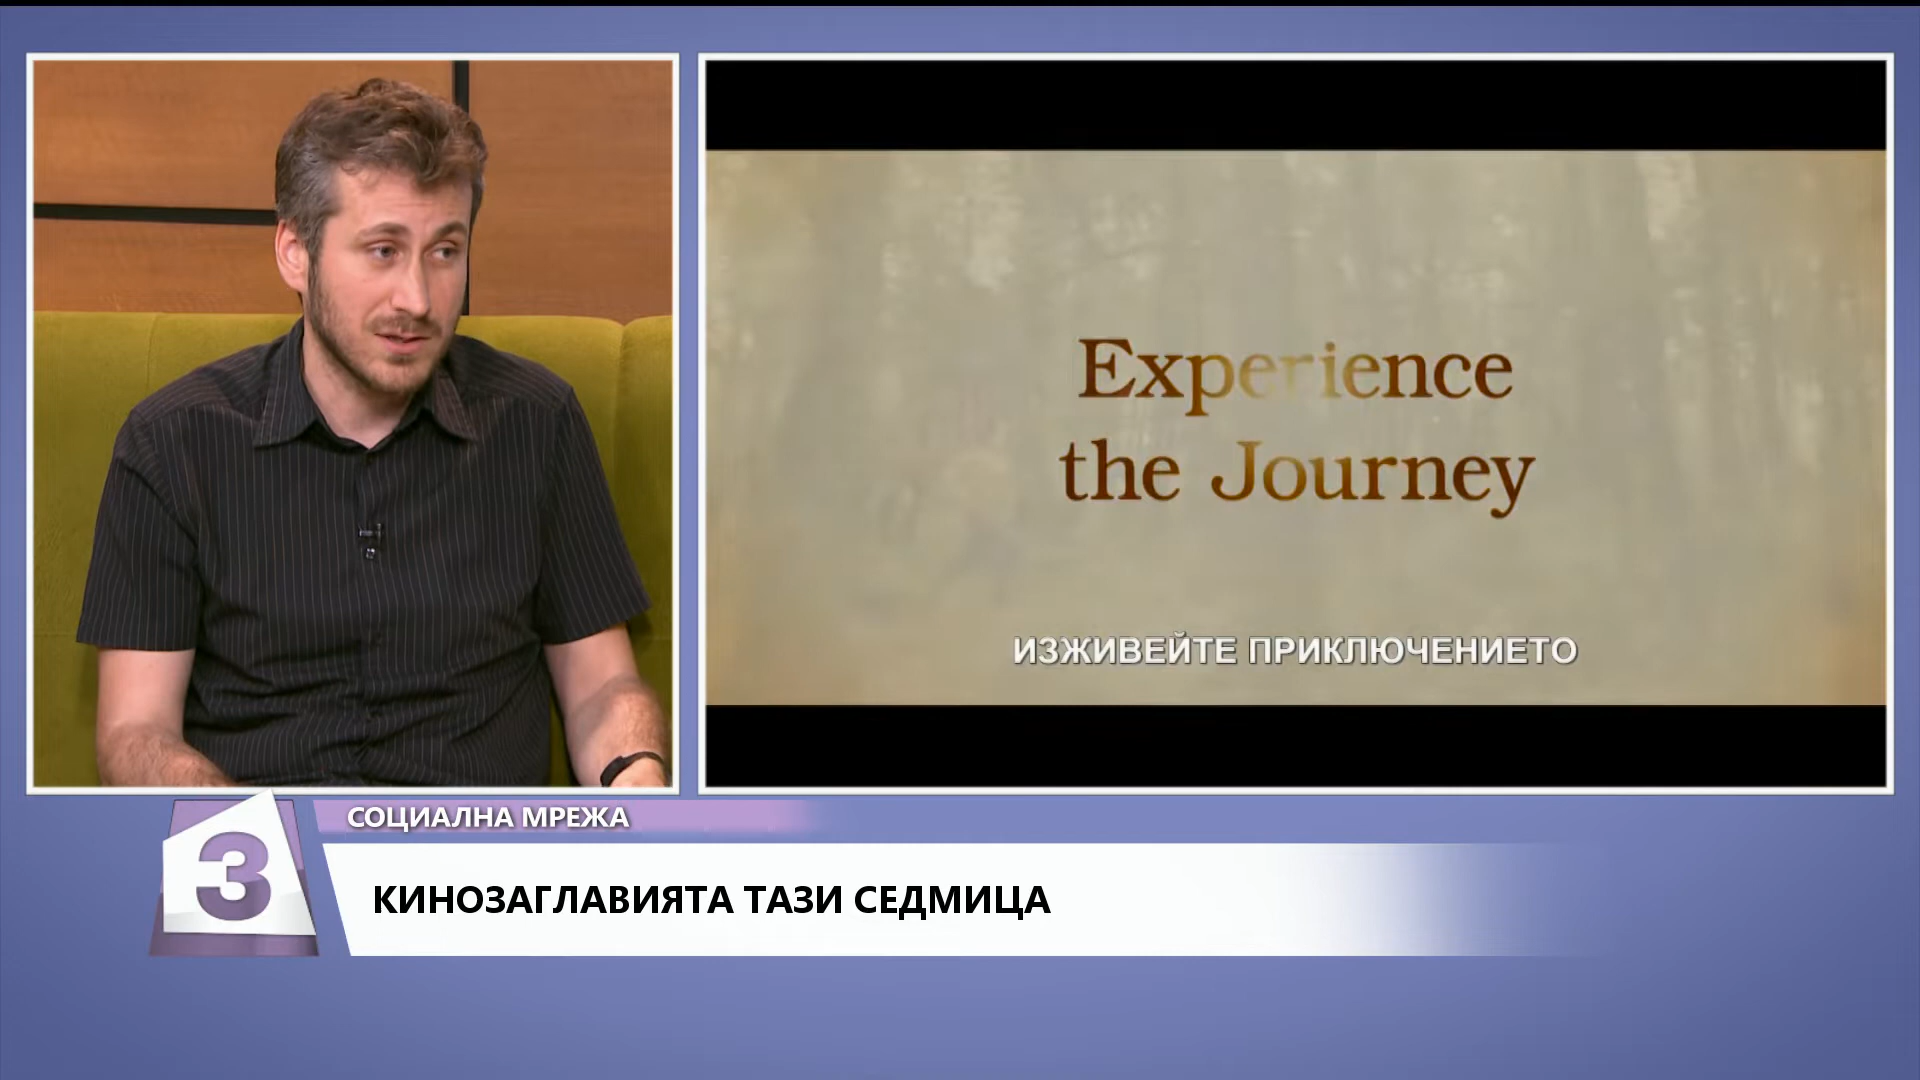 Experience
the Journey
ИЗЖИВЕЙТЕ ПРИКЛЮЧЕНИЕТО
СОЦИАЛНА МРЕЖА
3
КИНОЗАГЛАВИЯТА ТАЗИ СЕДМИЦА